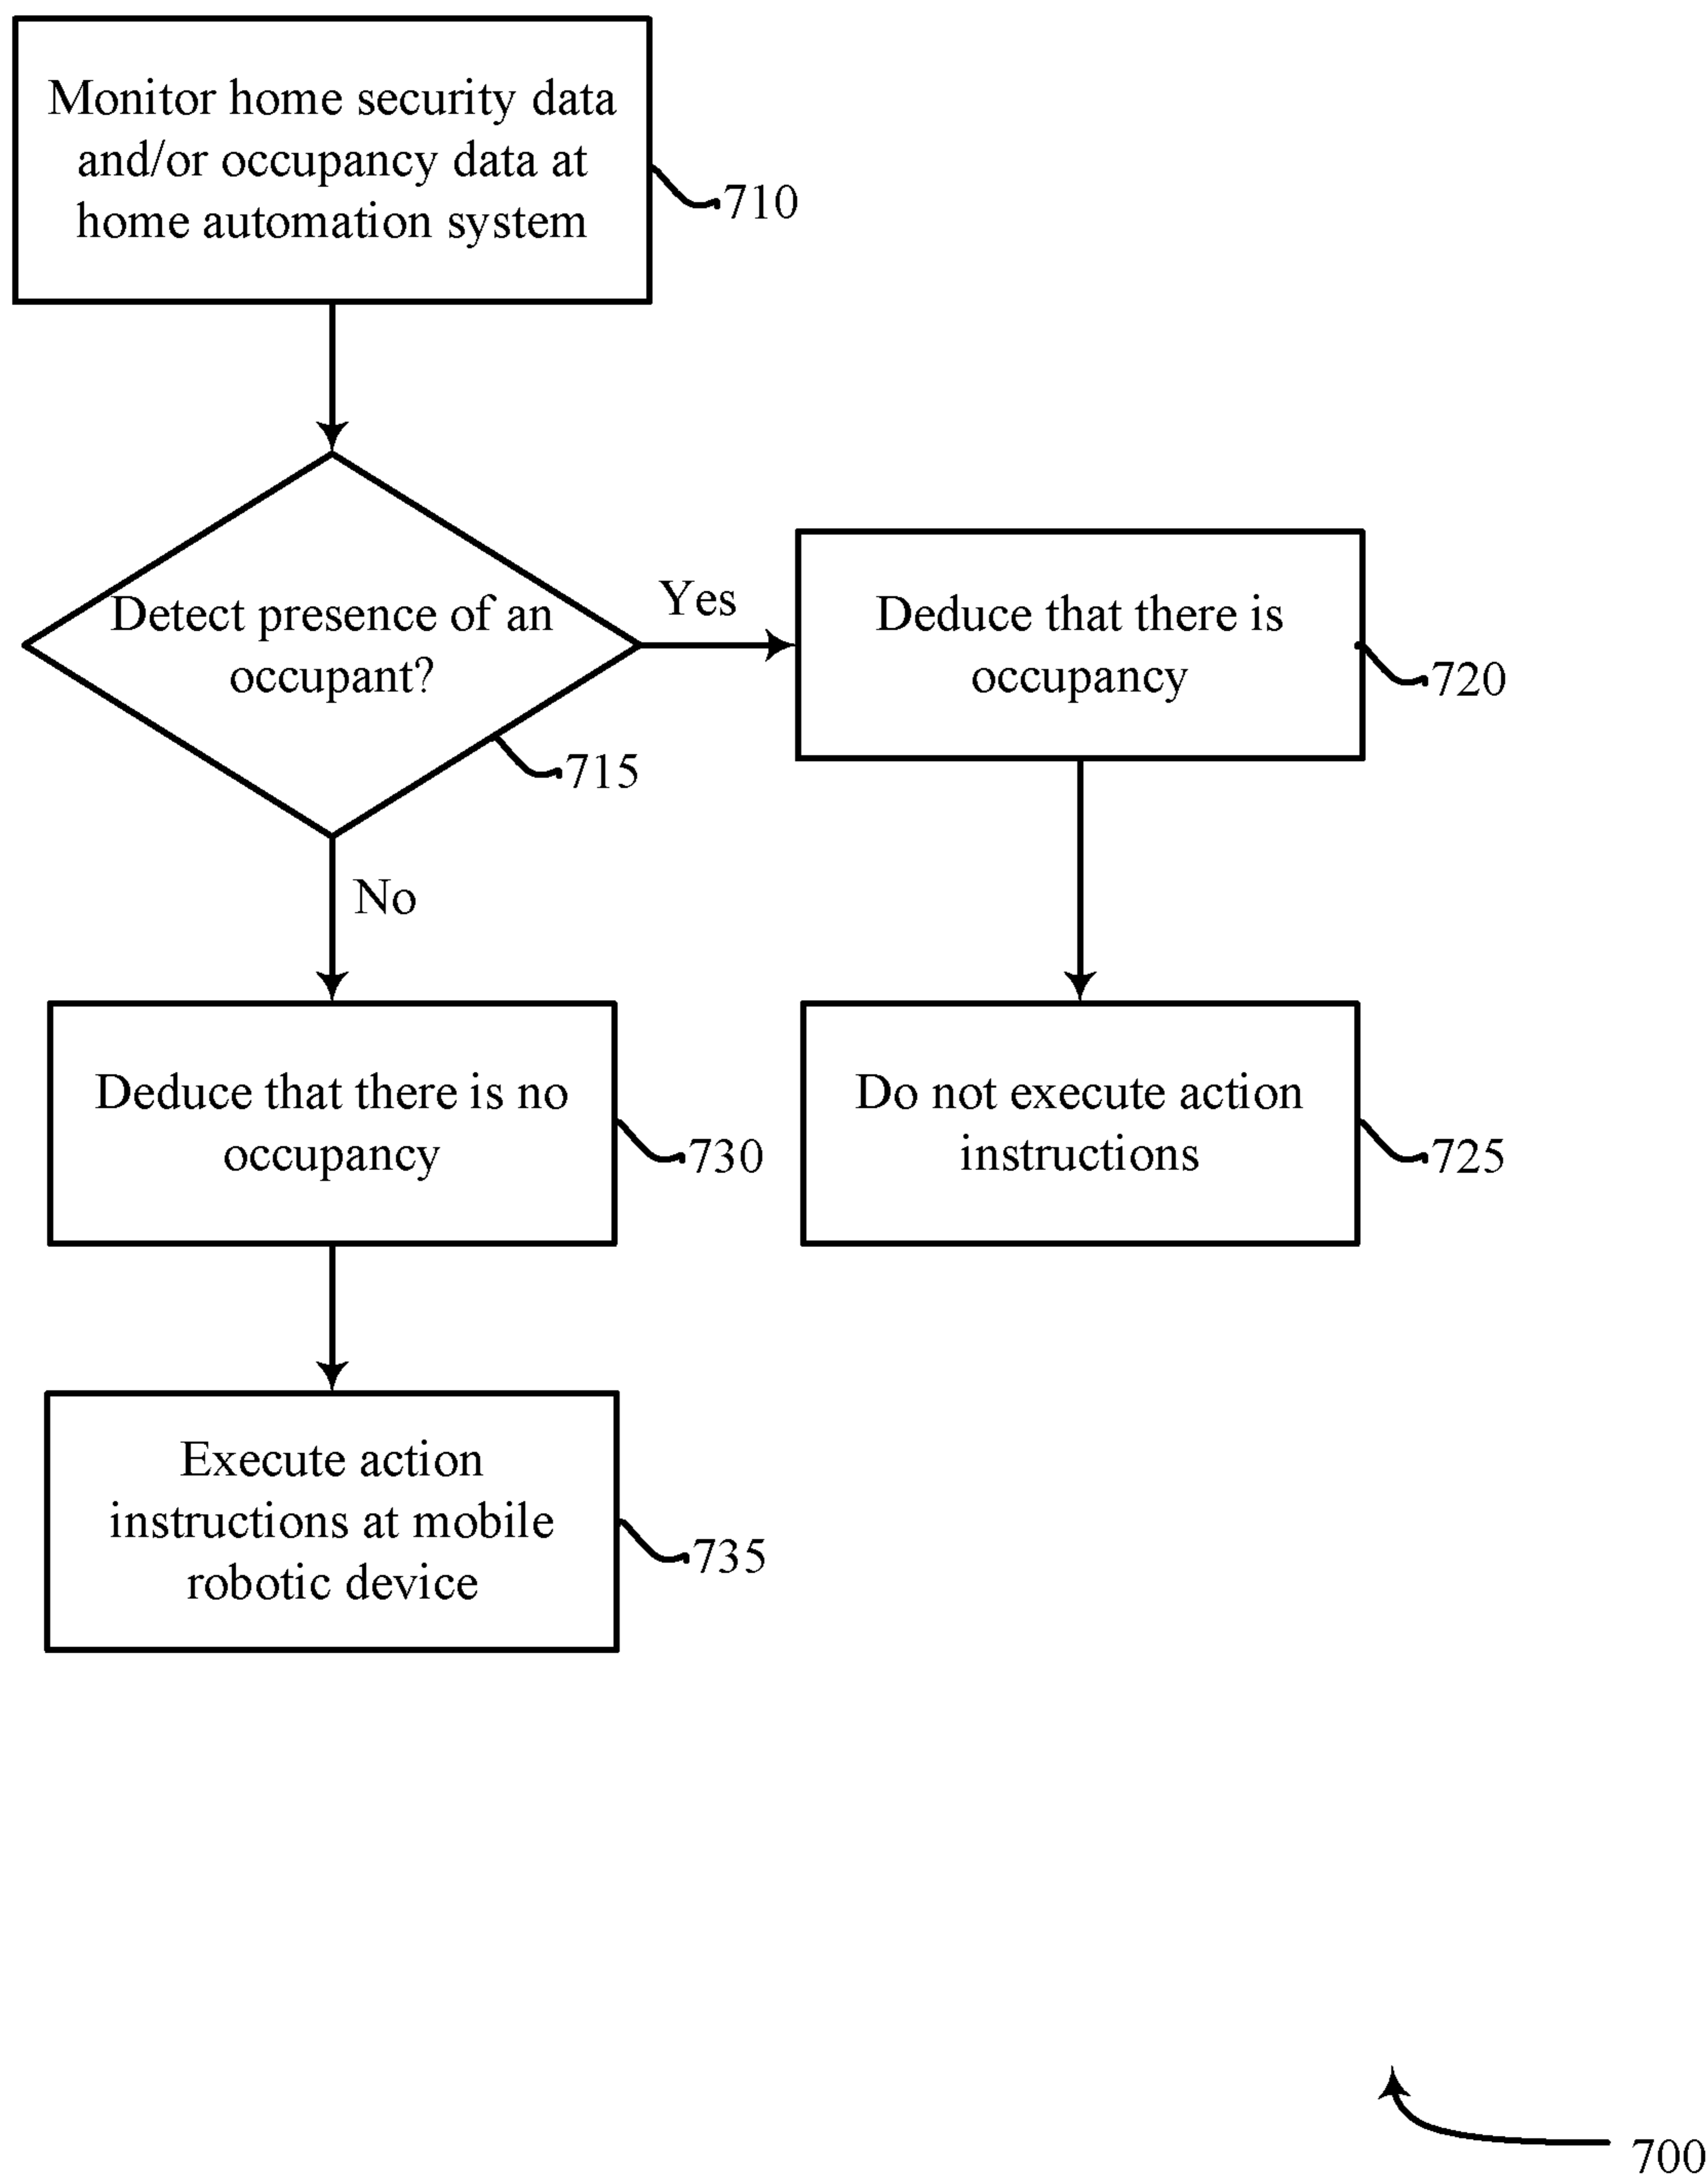 Monitor home security data
and/or occupancy data at
home automation system
710
Detect presence of an
occupant?
715
Yes
Deduce that there is
occupancy
720
No
Deduce that there is no
occupancy
730
Do not execute action
instructions
725
Execute action
instructions at mobile
robotic device
735
700